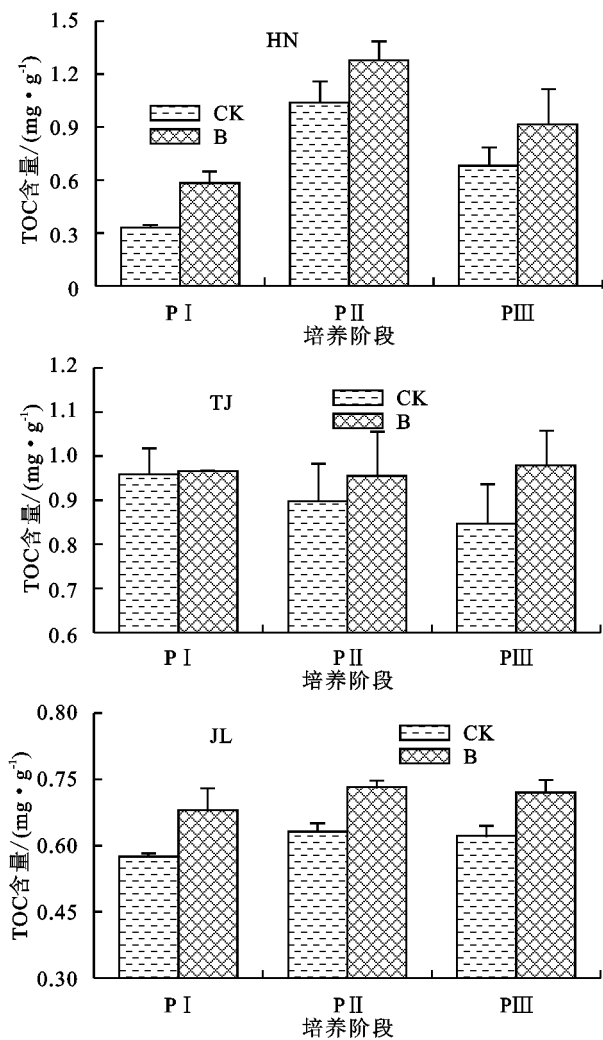 HN
CK
B
TOC含量/(mg·g⁻¹)
1.5
1.2
0.9
0.6
0.3
0
PⅠ
PⅡ
PⅢ
培养阶段
TJ
CK
B
TOC含量/(mg·g⁻¹)
1.2
1.1
1.0
0.9
0.8
0.7
0.6
PⅠ
PⅡ
PⅢ
培养阶段
JL
CK
B
TOC含量/(mg·g⁻¹)
0.80
0.75
0.60
0.45
0.30
PⅠ
PⅡ
PⅢ
培养阶段